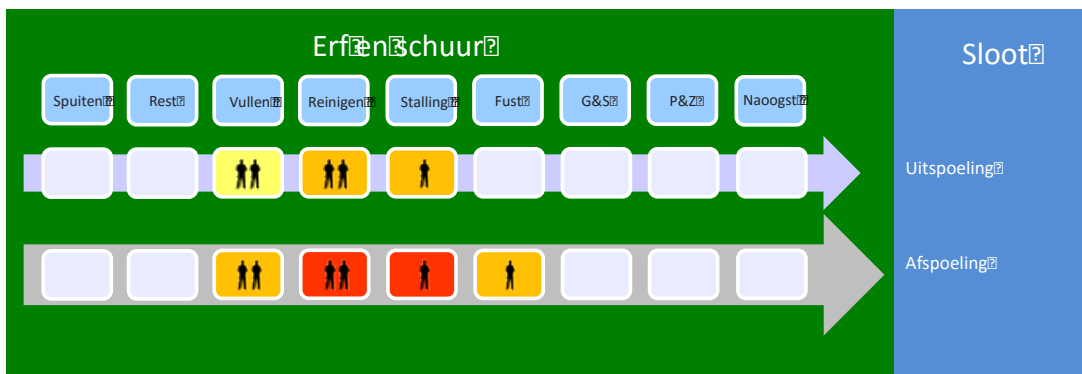 Erf en schuur
Sloot
Spuiten
Rest
Vullen
Reinigen
Stalling
Fust
G&S
P&Z
Naoogst
Uitspoeling
Afspoeling